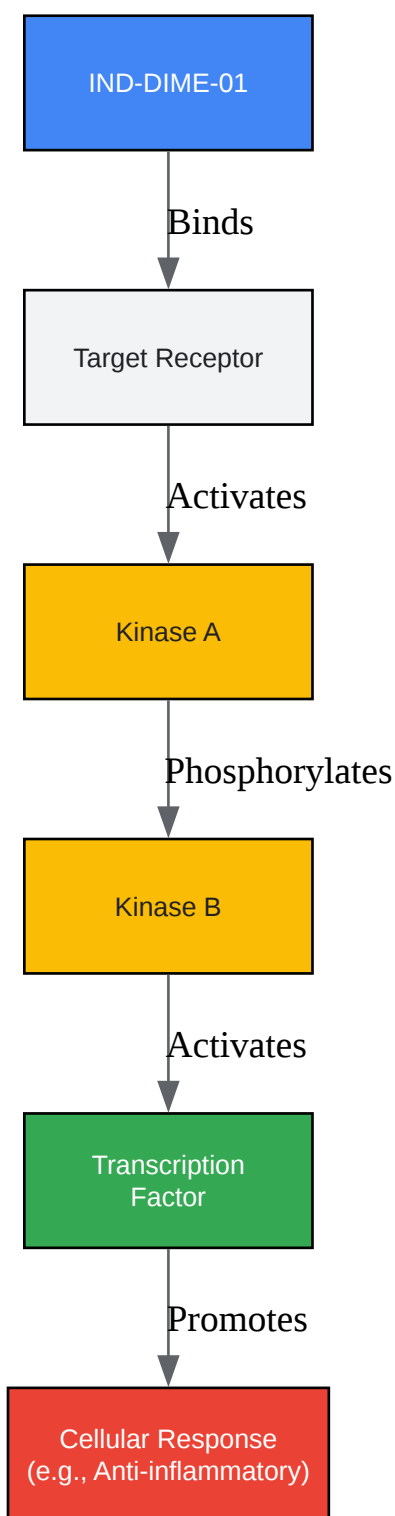 IND-DIME-01
Binds
Target Receptor
Activates
Kinase A
Phosphorylates
Kinase B
Activates
Transcription
Factor
Promotes
Cellular Response
(e.g., Anti-inflammatory)